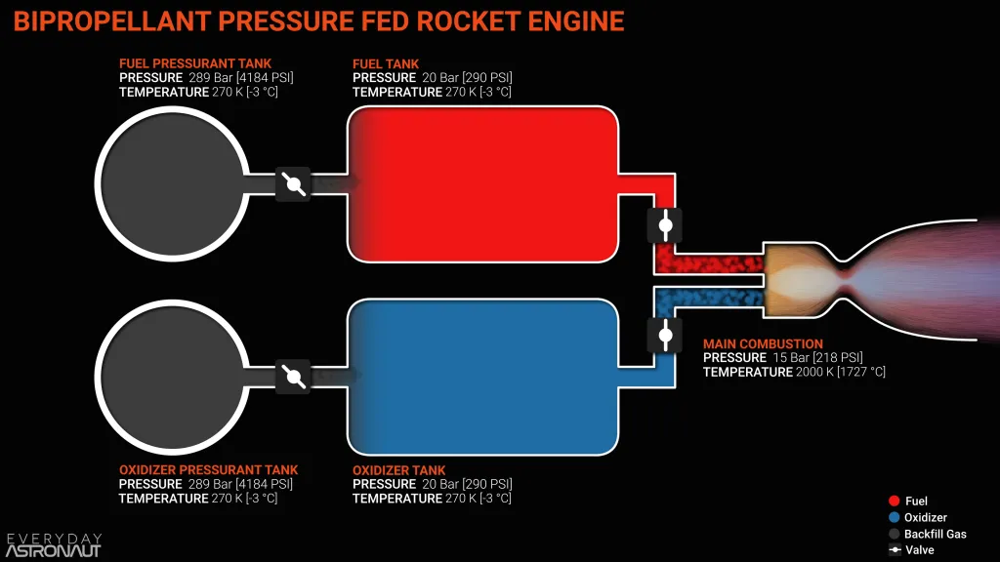 BIPROPELLANT PRESSURE FED ROCKET ENGINE
FUEL PRESSURANT TANK
PRESSURE 289 Bar [4184 PSI]
TEMPERATURE 270 K [-3 °C]
FUEL TANK
PRESSURE 20 Bar [290 PSI]
TEMPERATURE 270 K [-3 °C]
MAIN COMBUSTION
PRESSURE 15 Bar [218 PSI]
TEMPERATURE 2000 K [1727 °C]
OXIDIZER PRESSURANT TANK
PRESSURE 289 Bar [4184 PSI]
TEMPERATURE 270 K [-3 °C]
OXIDIZER TANK
PRESSURE 20 Bar [290 PSI]
TEMPERATURE 270 K [-3 °C]
Fuel
Oxidizer
Backfill Gas
Valve
EVERYDAY
ASTRONAUT